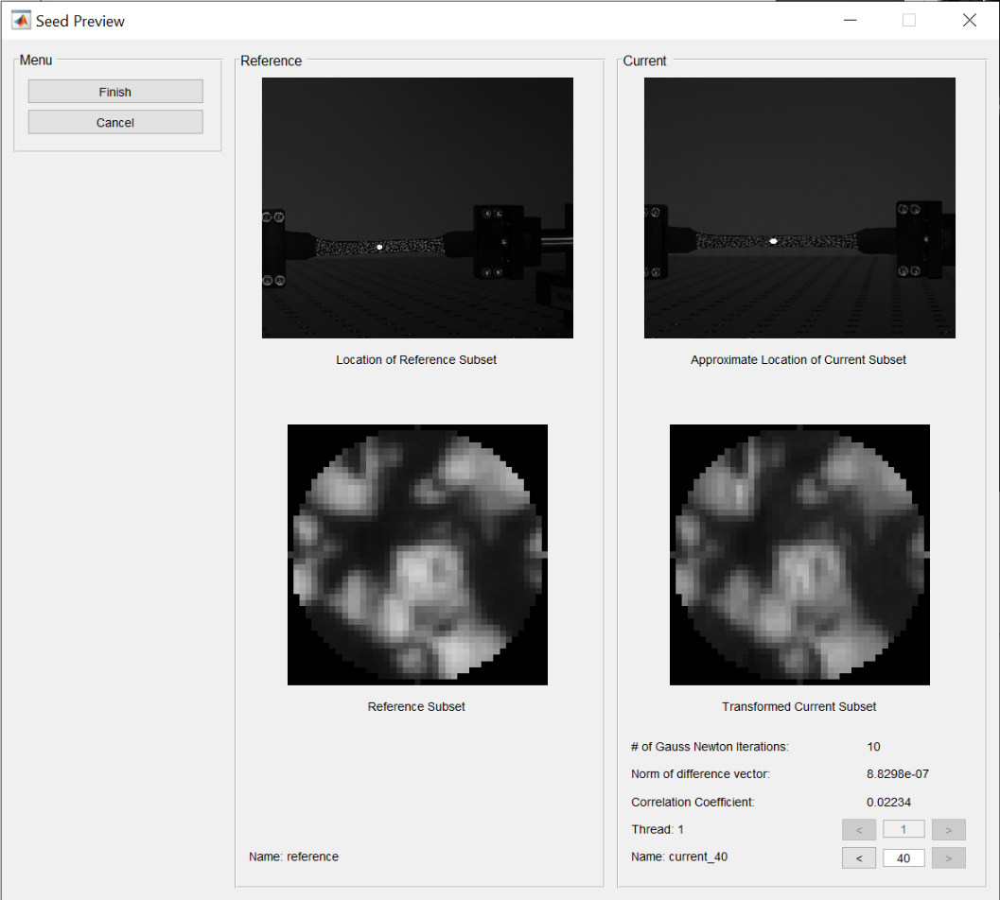 Seed Preview
Menu
Finish
Cancel
Reference
Location of Reference Subset
Reference Subset
Name: reference
Current
Approximate Location of Current Subset
Transformed Current Subset
# of Gauss Newton Iterations: 10
Norm of difference vector: 8.8298e-07
Correlation Coefficient: 0.02234
Thread: 1 < 1 >
Name: current_40 < 40 >